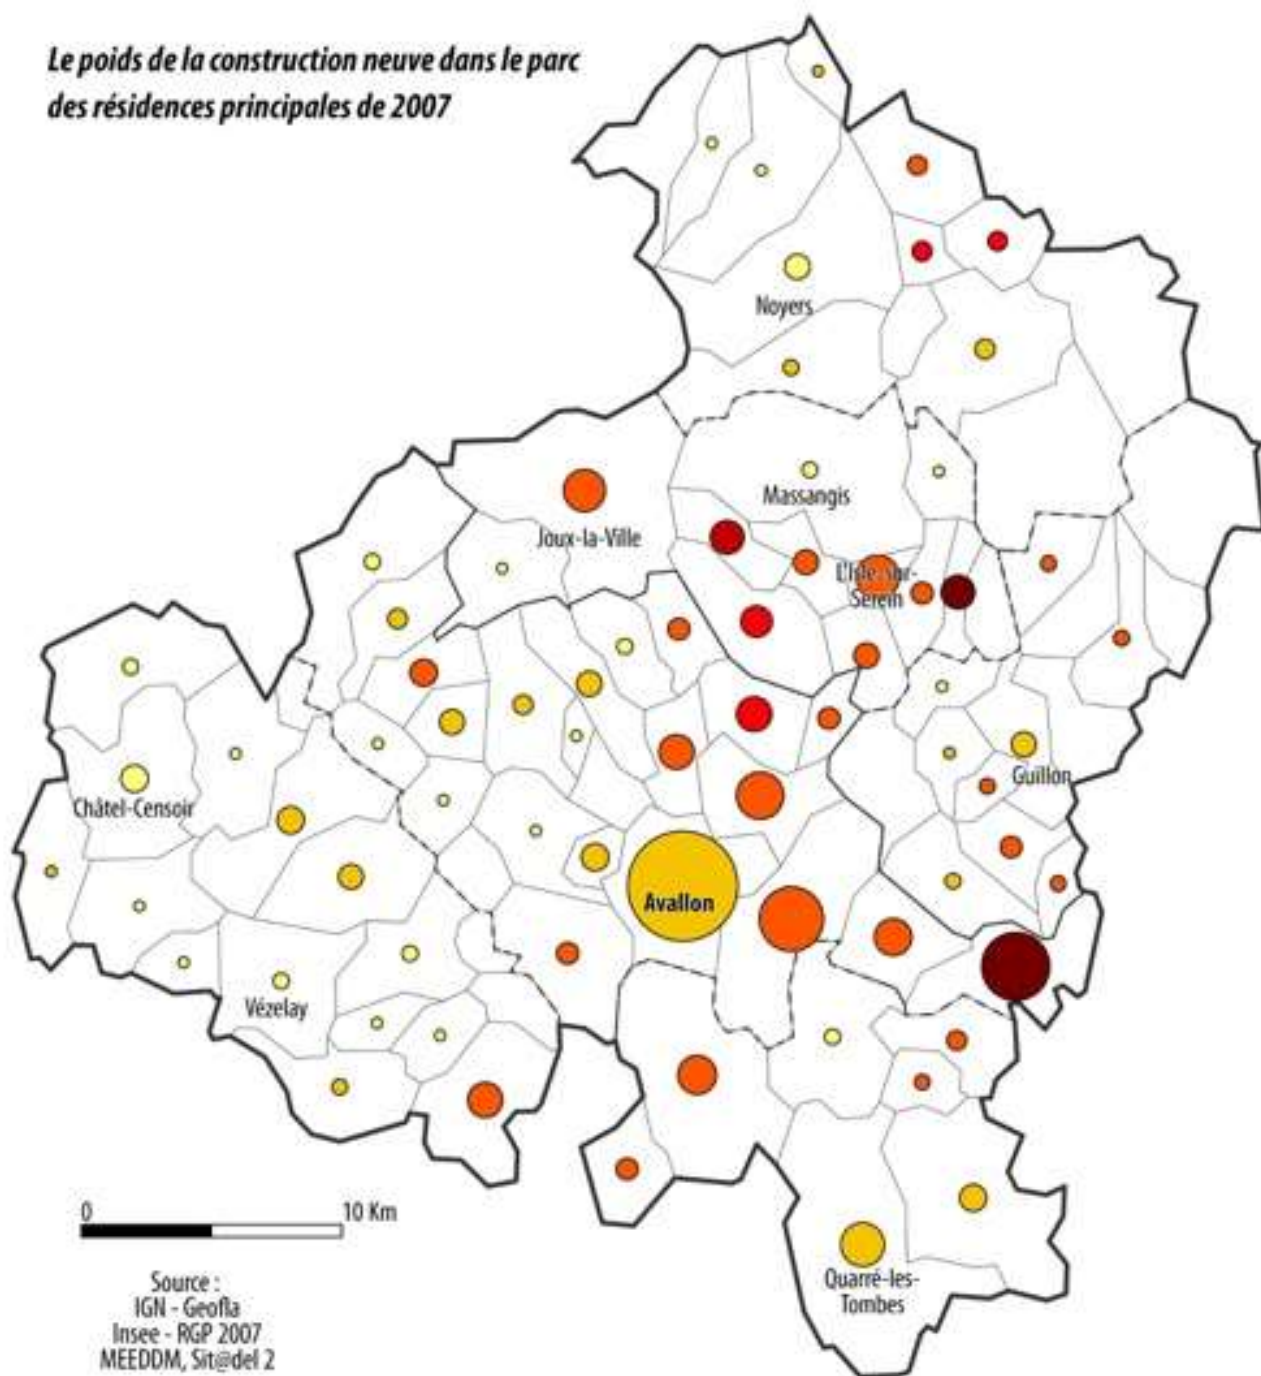 Le poids de la construction neuve dans le parc
des résidences principales de 2007
Noyers
Massangis
Joux-la-Ville
L'Isle-sur-
Serein
Guillon
Châtel-Censoir
Avallon
Vézelay
Quarré-les-
Tombes
0 10 Km
Source :
IGN - Geofla
Insee - RGP 2007
MEEDDM, Sit@del 2